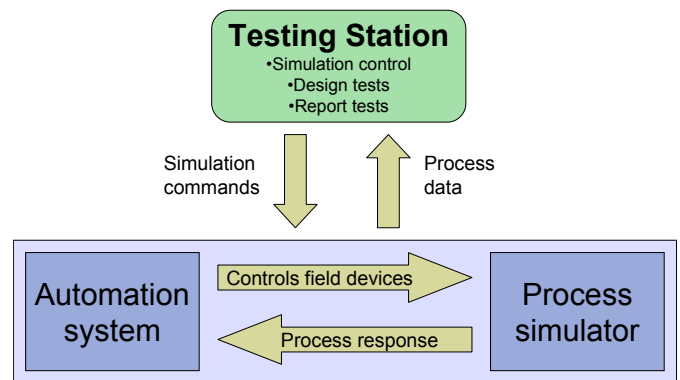 Testing Station
•Simulation control
•Design tests
•Report tests
Simulation
commands
Process
data
Automation
system
Controls field devices
Process response
Process
simulator